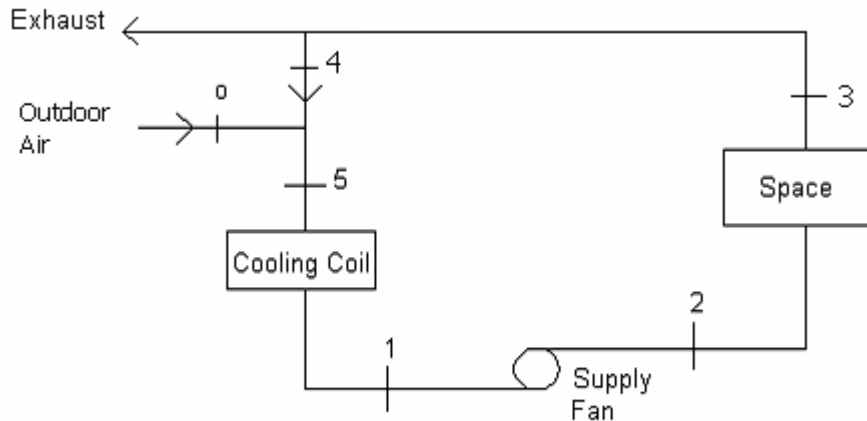 Exhaust
4
o
Outdoor
Air
3
5
Space
Cooling Coil
2
1
Supply
Fan